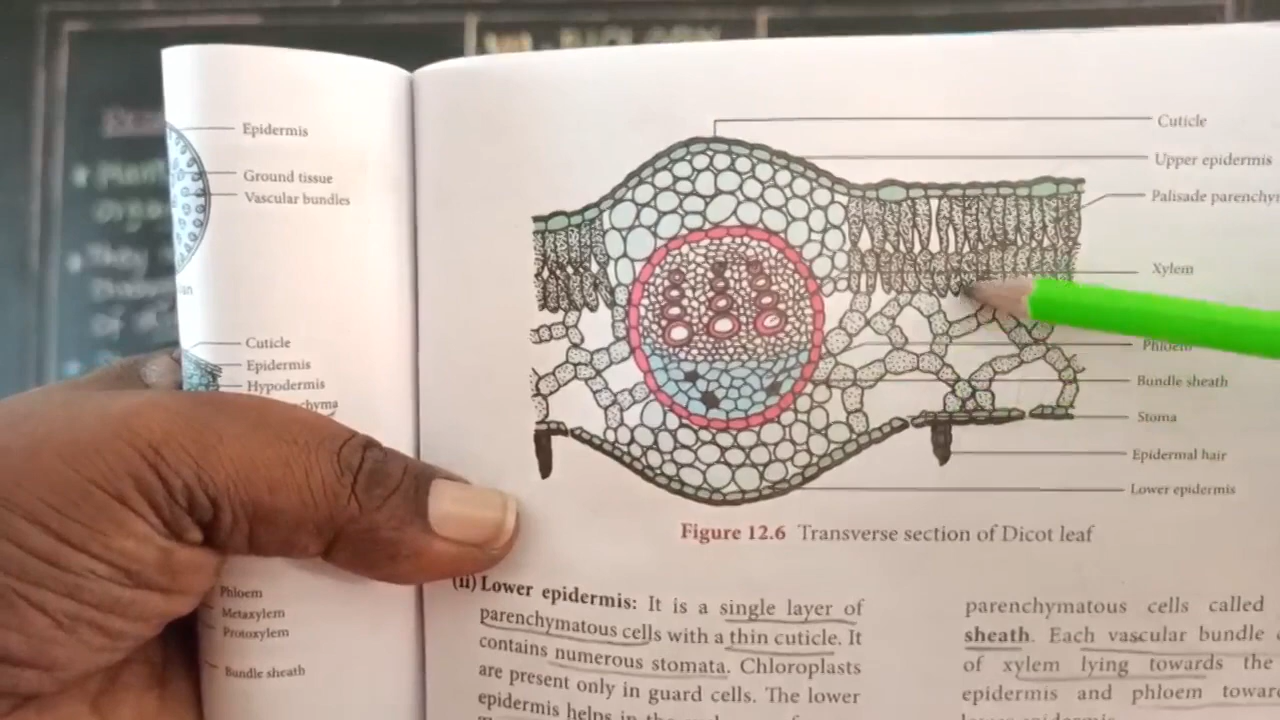 Epidermis
Ground tissue
Vascular bundles
Cuticle
Epidermis
Hypodermis
Phloem
Metaxylem
Protoxylem
Bundle sheath
Cuticle
Upper epidermis
Palisade parenchy
Xylem
Phloem
Bundle sheath
Stoma
Epidermal hair
Lower epidermis
Figure 12.6 Transverse section of Dicot leaf
(ii) Lower epidermis: It is a single layer of
parenchymatous cells with a thin cuticle. It
contains numerous stomata. Chloroplasts
are present only in guard cells. The lower
epidermis helps in
parenchymatous cells called
sheath. Each vascular bundle
of xylem lying towards the
epidermis and phloem towar